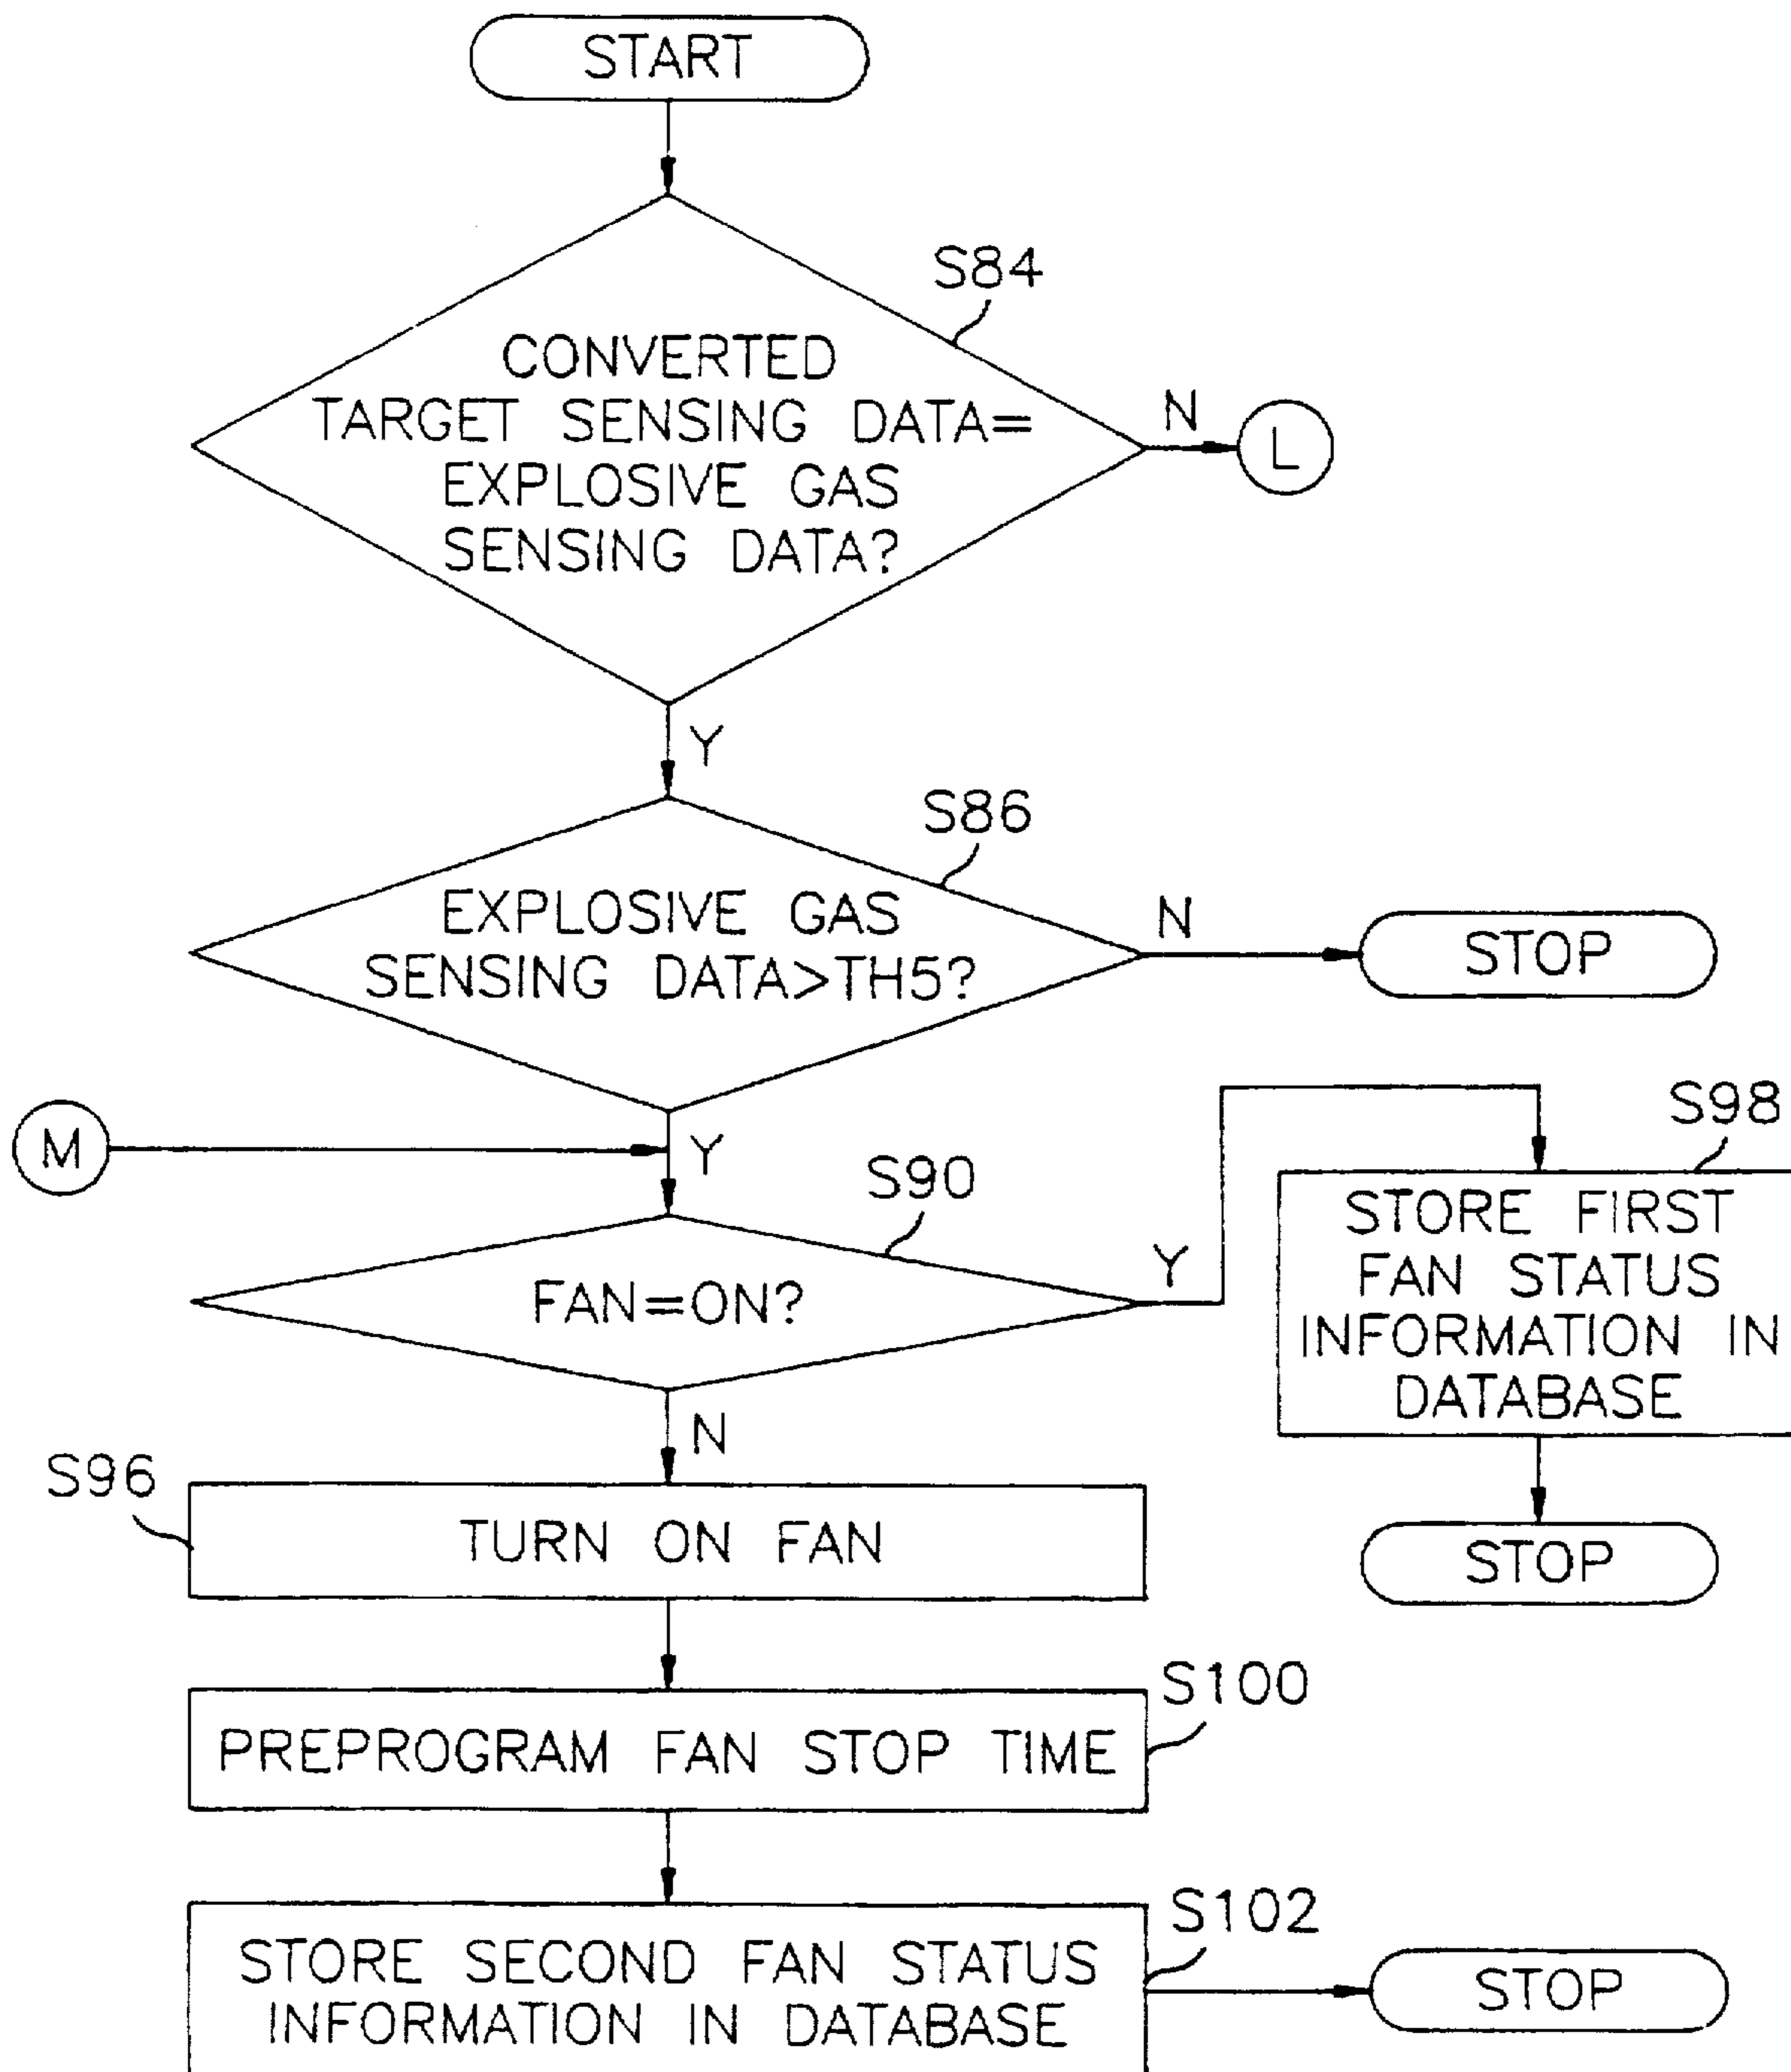 START
S84
CONVERTED
TARGET SENSING DATA=
EXPLOSIVE GAS
SENSING DATA?
N
L
Y
S86
EXPLOSIVE GAS
SENSING DATA>TH5?
N
STOP
M
Y
S90
FAN=ON?
Y
S98
STORE FIRST
FAN STATUS
INFORMATION IN
DATABASE
STOP
N
S96
TURN ON FAN
S100
PREPROGRAM FAN STOP TIME
S102
STORE SECOND FAN STATUS
INFORMATION IN DATABASE
STOP